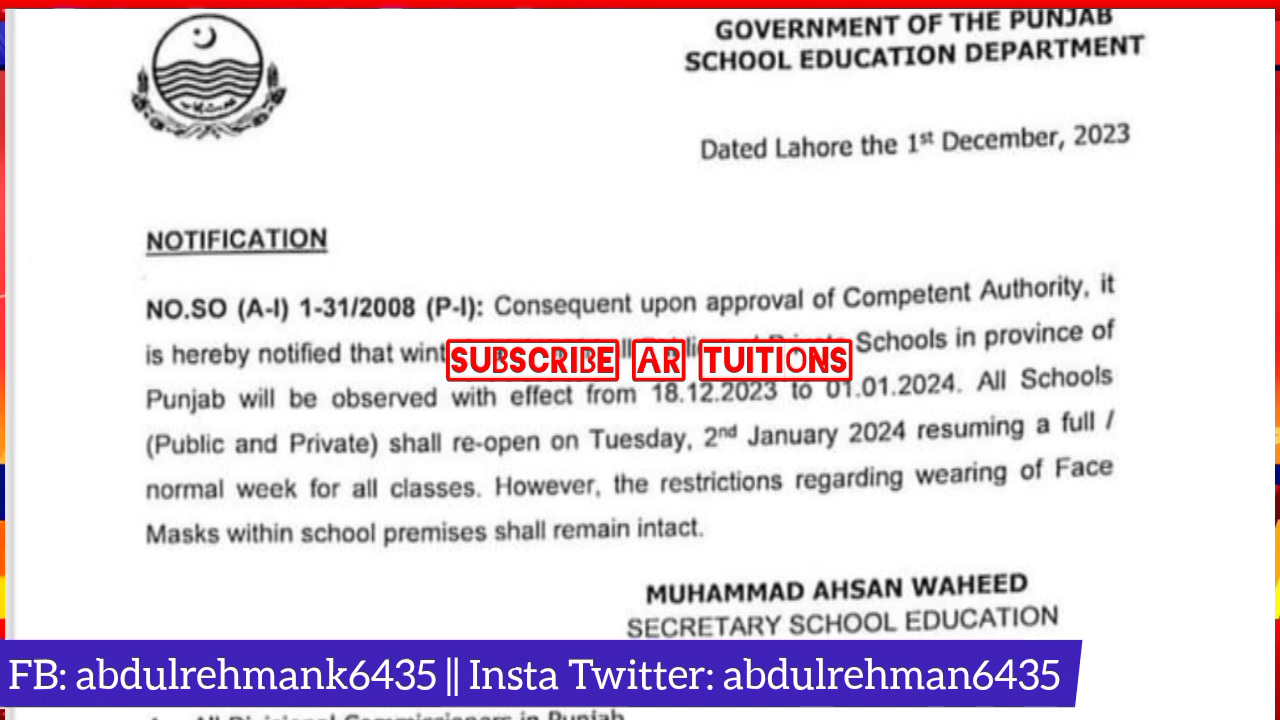 GOVERNMENT OF THE PUNJAB
SCHOOL EDUCATION DEPARTMENT
Dated Lahore the 1st December, 2023
NOTIFICATION
NO.SO (A-I) 1-31/2008 (P-I): Consequent upon approval of Competent Authority, it
is hereby notified that Schools in province of
SUBSCRIBE AR TUITIONS
Punjab will be observed with effect from 18.12.2023 to 01.01.2024. All Schools
(Public and Private) shall re-open on Tuesday, 2nd January 2024 resuming a full /
normal week for all classes. However, the restrictions regarding wearing of Face
Masks within school premises shall remain intact.
MUHAMMAD AHSAN WAHEED
SECRETARY SCHOOL EDUCATION
FB: abdulrehmank6435 || Insta Twitter: abdulrehman6435
All Divisional Commissioners in Punjab